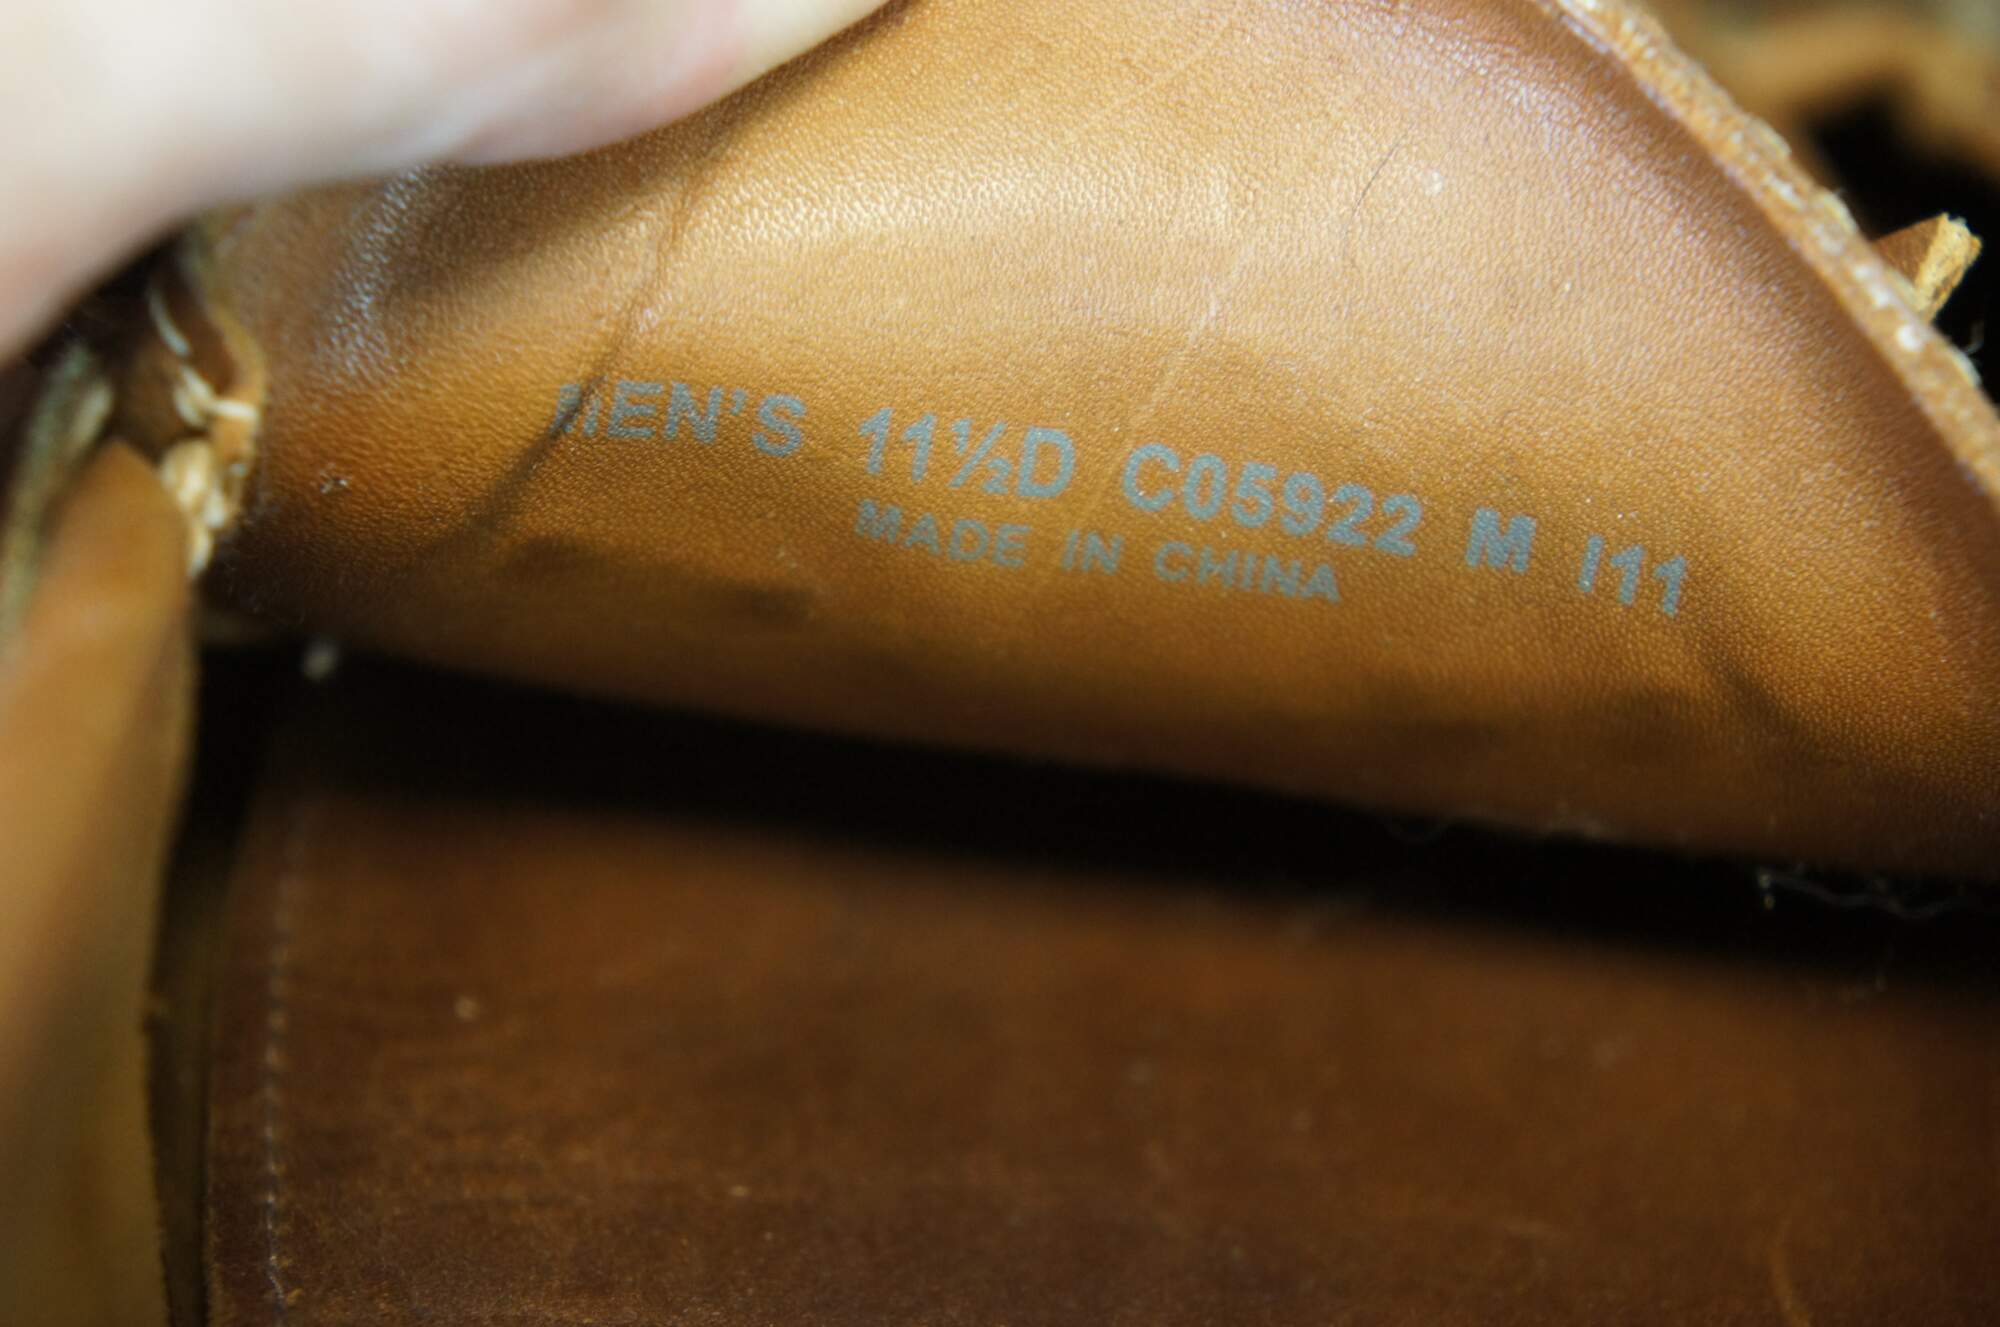 MEN'S 11½D C05922 M I11
MADE IN CHINA